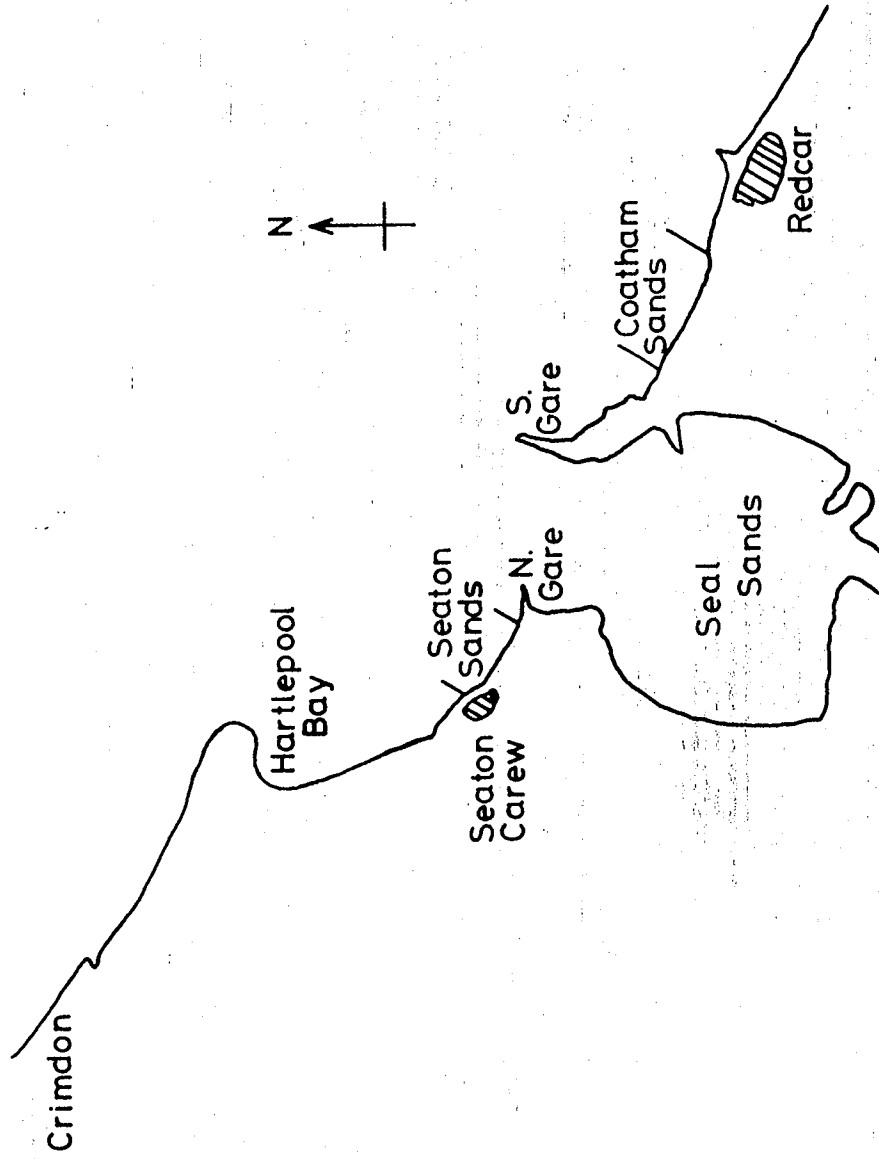 Crimdon
Hartlepool
Bay
N
Seaton
Sands
Seaton
Carew
N.
Gare
S.
Gare
Coatham
Sands
Redcar
Seal
Sands